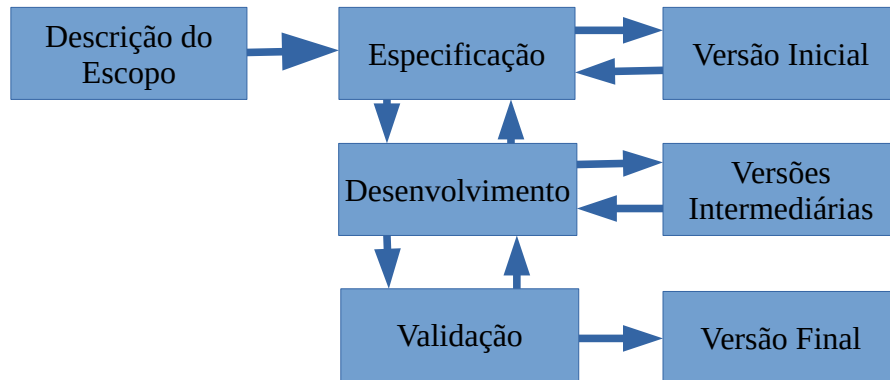 Descrição do
Escopo
Especificação
Versão Inicial
Desenvolvimento
Versões
Intermediárias
Validação
Versão Final